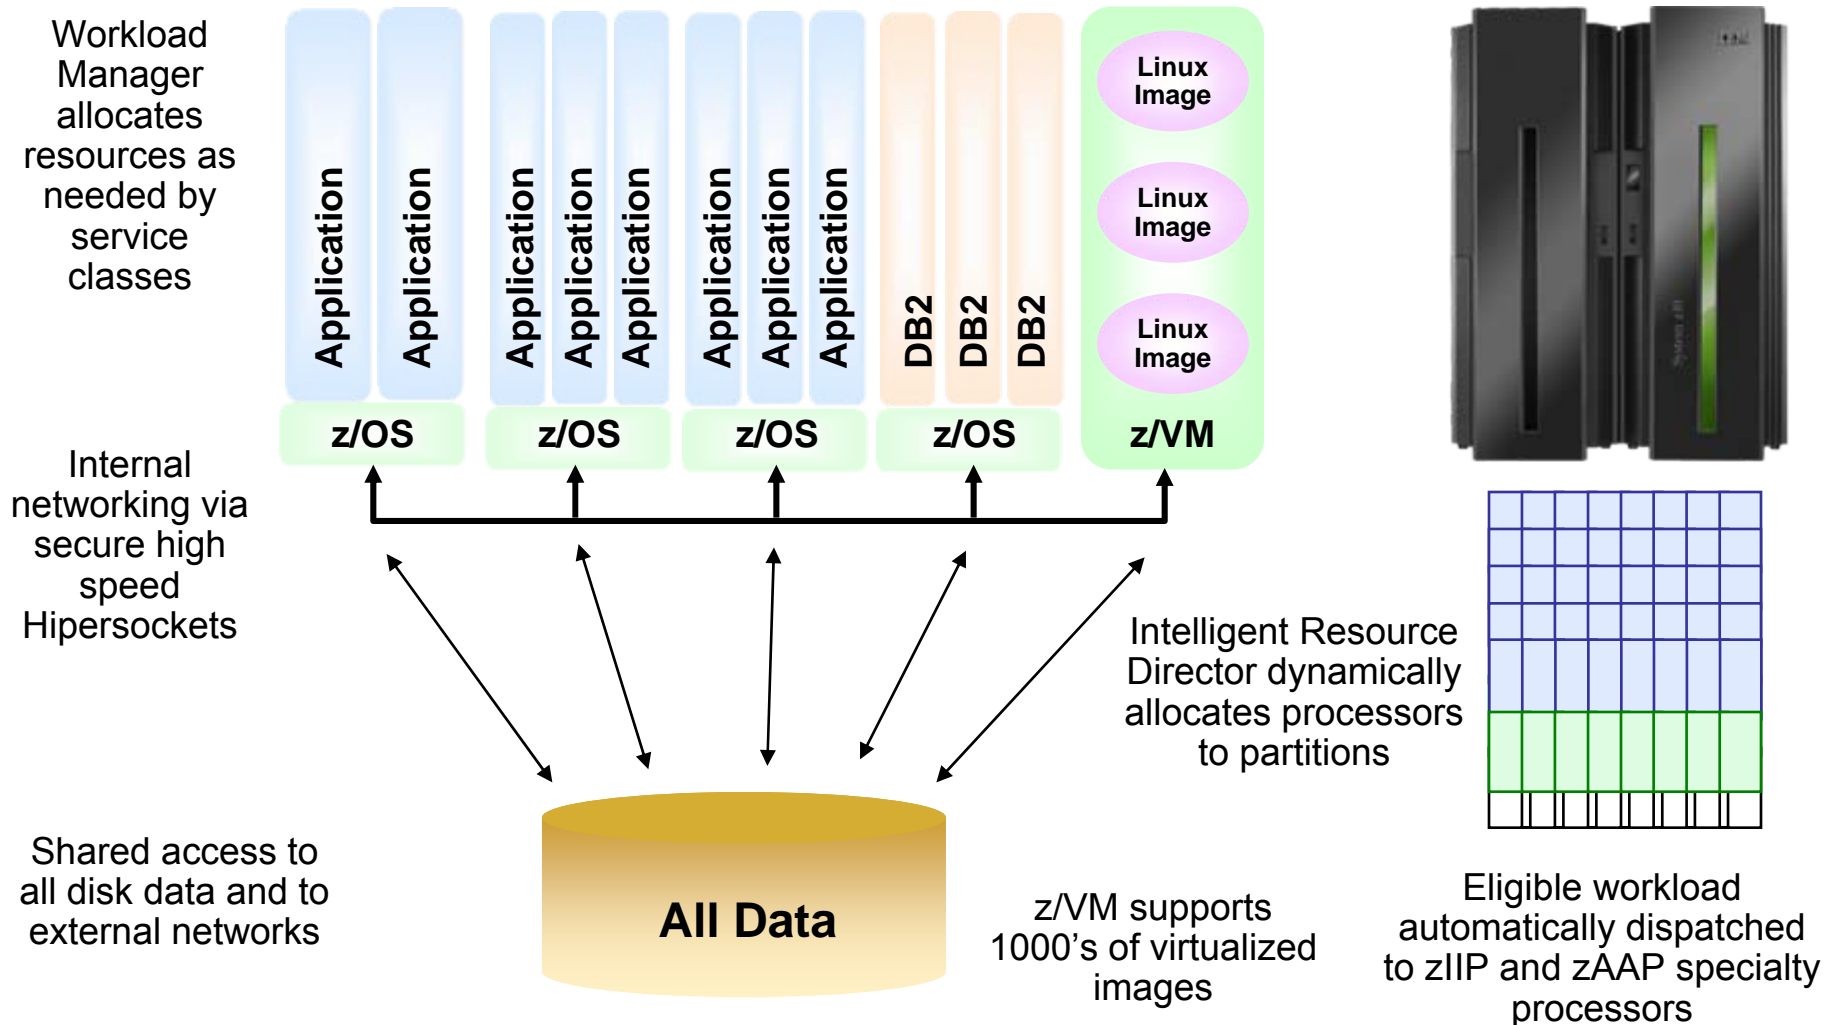 Workload
Manager
allocates
resources as
needed by
service
classes
Application
Application
Application
Application
Application
Application
Application
Application
DB2
DB2
DB2
Linux
Image
Linux
Image
Linux
Image
z/OS
z/OS
z/OS
z/OS
z/VM
Internal
networking via
secure high
speed
Hipersockets
Intelligent Resource
Director dynamically
allocates processors
to partitions
Shared access to
all disk data and to
external networks
All Data
z/VM supports
1000's of virtualized
images
Eligible workload
automatically dispatched
to zIIP and zAAP specialty
processors